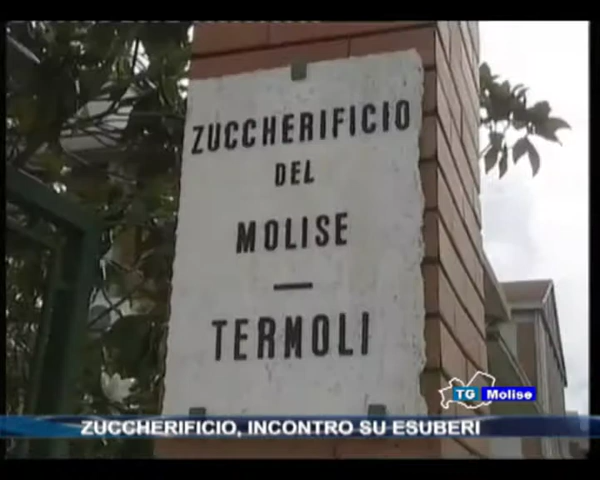 ZUCCHERIFICIO
DEL
MOLISE
—
TERMOLI
TG Molise
ZUCCHERIFICIO, INCONTRO SU ESUBERI